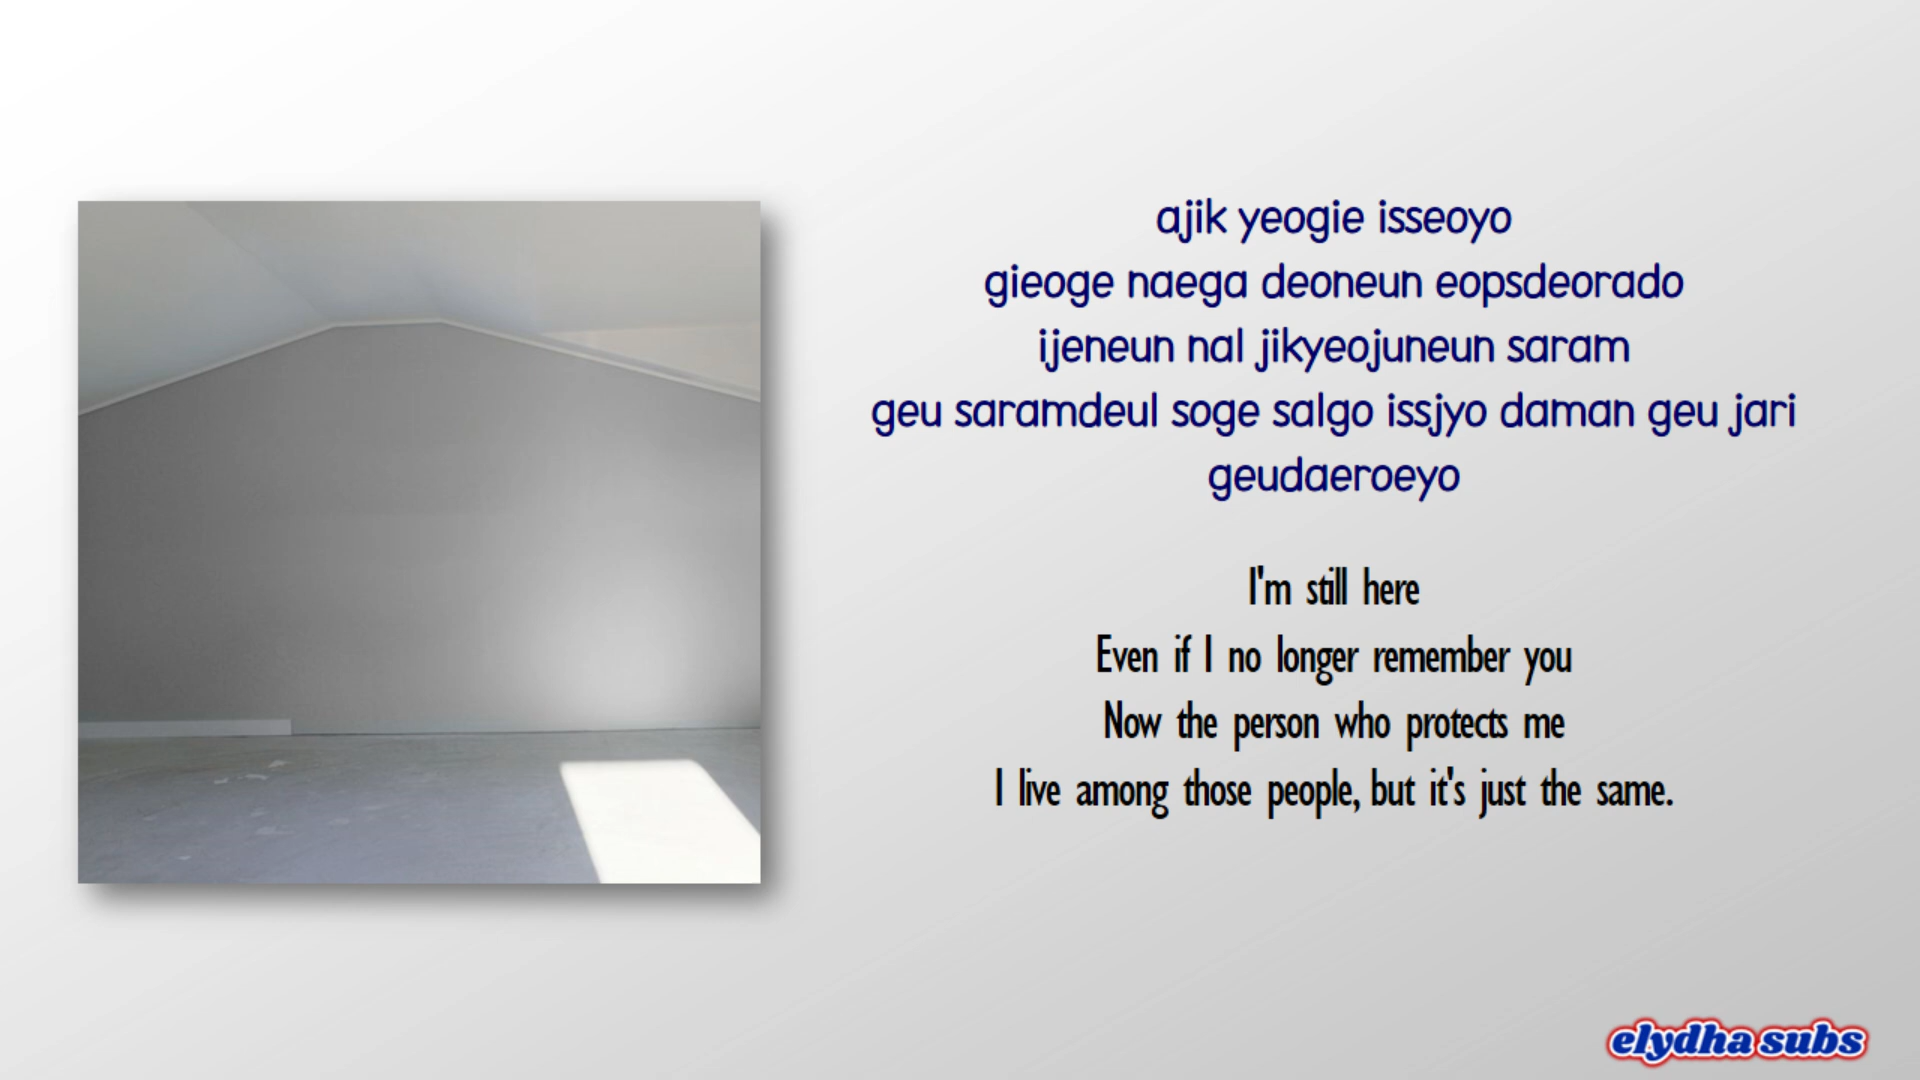 ajik yeogie isseoyo
gieoge naega deoneun eopsdeorado
ijeneun nal jikyeojuneun saram
geu saramdeul soge salgo issjyo daman geu jari
geudaeroeyo
I'm still here
Even if I no longer remember you
Now the person who protects me
I live among those people, but it's just the same.
elydha subs